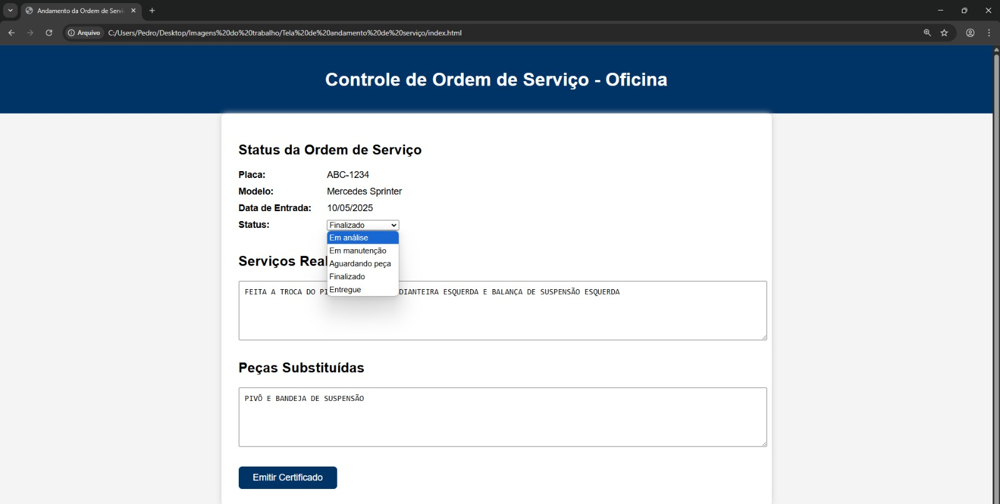 Andamento da Ordem de Servi
Arquivo C:/Users/Pedro/Desktop/Imagens%20do%20trabalho/Tela%20de%20andamento%20de%20serviço/index.html
Controle de Ordem de Serviço - Oficina
Status da Ordem de Serviço
Placa: ABC-1234
Modelo: Mercedes Sprinter
Data de Entrada: 10/05/2025
Status: Finalizado
Em análise
Em manutenção
Aguardando peça
Finalizado
Entregue
Serviços Real
FEITA A TROCA DO PI DIANTEIRA ESQUERDA E BALANÇA DE SUSPENSÃO ESQUERDA
Peças Substituídas
PIVÔ E BANDEJA DE SUSPENSÃO
Emitir Certificado